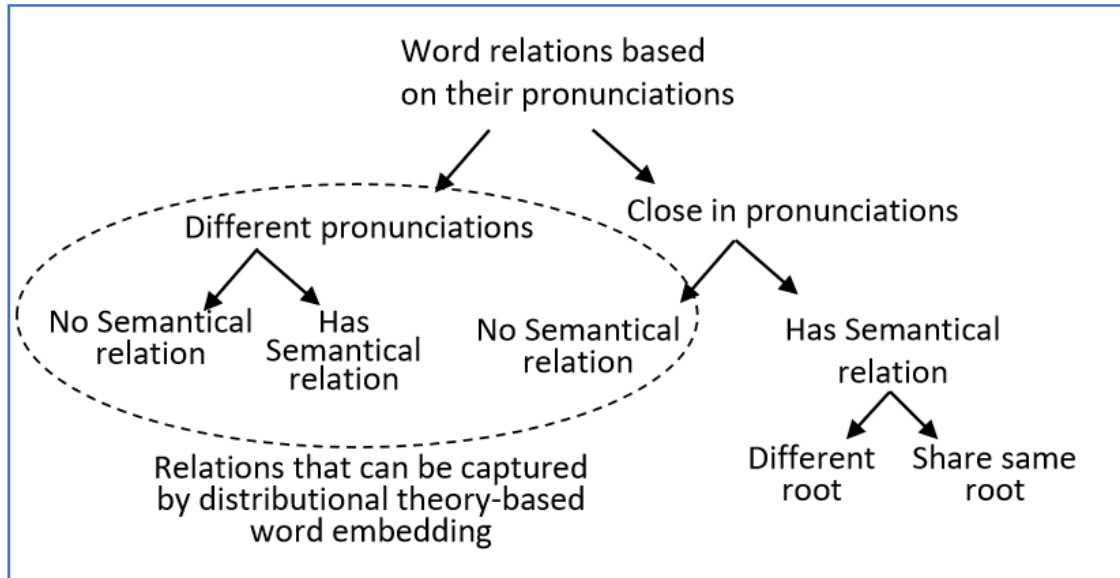 Word relations based
on their pronunciations
Different pronunciations
Close in pronunciations
No Semantical
relation
Has
Semantical
relation
No Semantical
relation
Has Semantical
relation
Different
root
Share same
root
Relations that can be captured
by distributional theory-based
word embedding